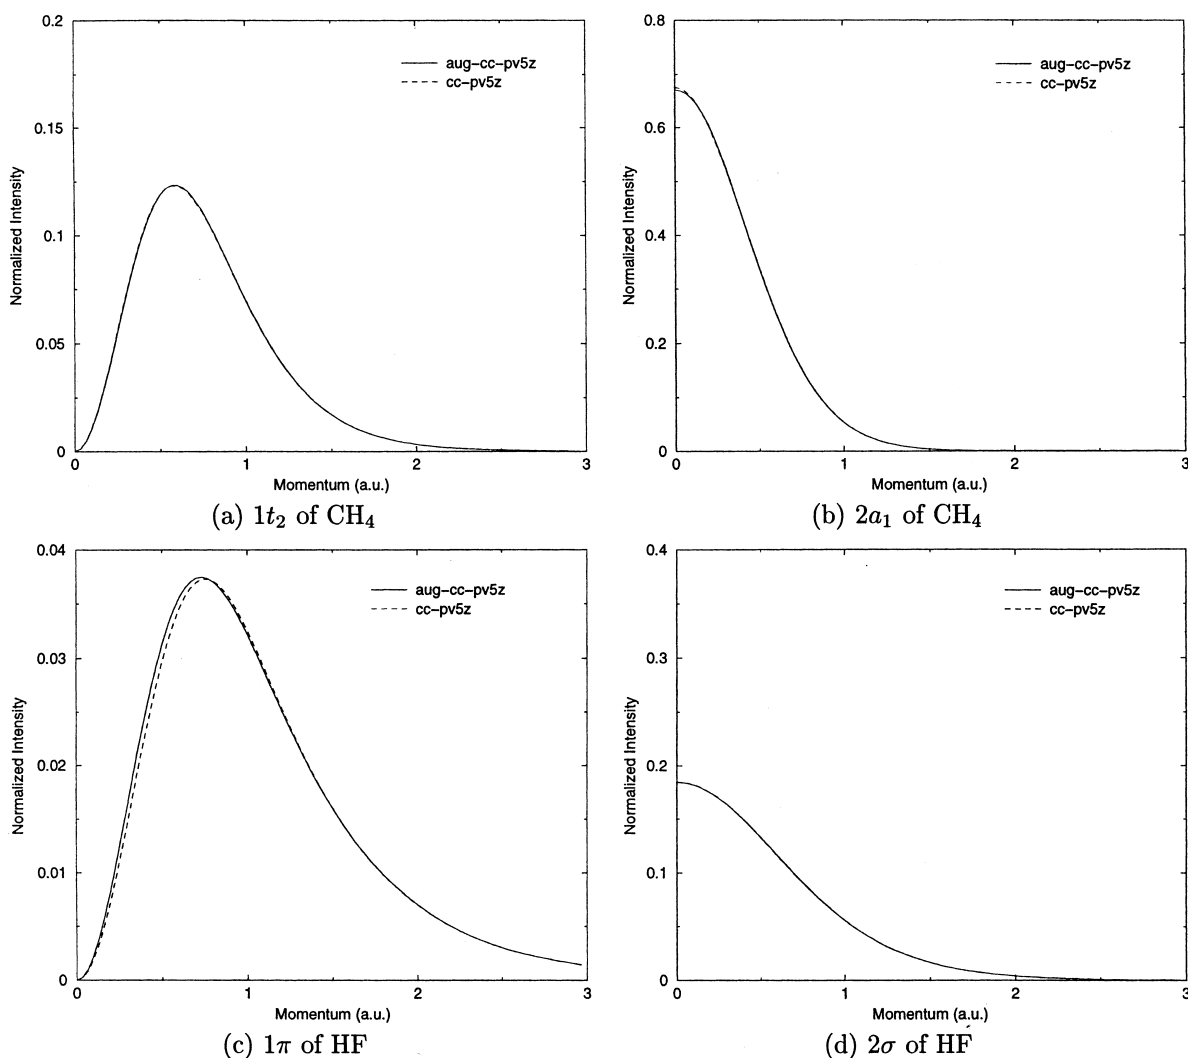 0.2
0.15
0.1
0.05
0
Normalized Intensity
aug-cc-pv5z
cc-pv5z
0 1 2 3
Momentum (a.u.)
(a) 1t₂ of CH₄
0.8
0.6
0.4
0.2
0
Normalized Intensity
aug-cc-pv5z
cc-pv5z
0 1 2 3
Momentum (a.u.)
(b) 2a₁ of CH₄
0.04
0.03
0.02
0.01
0
Normalized Intensity
aug-cc-pv5z
cc-pv5z
0 1 2 3
Momentum (a.u.)
(c) 1π of HF
0.4
0.3
0.2
0.1
0
Normalized Intensity
aug-cc-pv5z
cc-pv5z
0 1 2 3
Momentum (a.u.)
(d) 2σ of HF